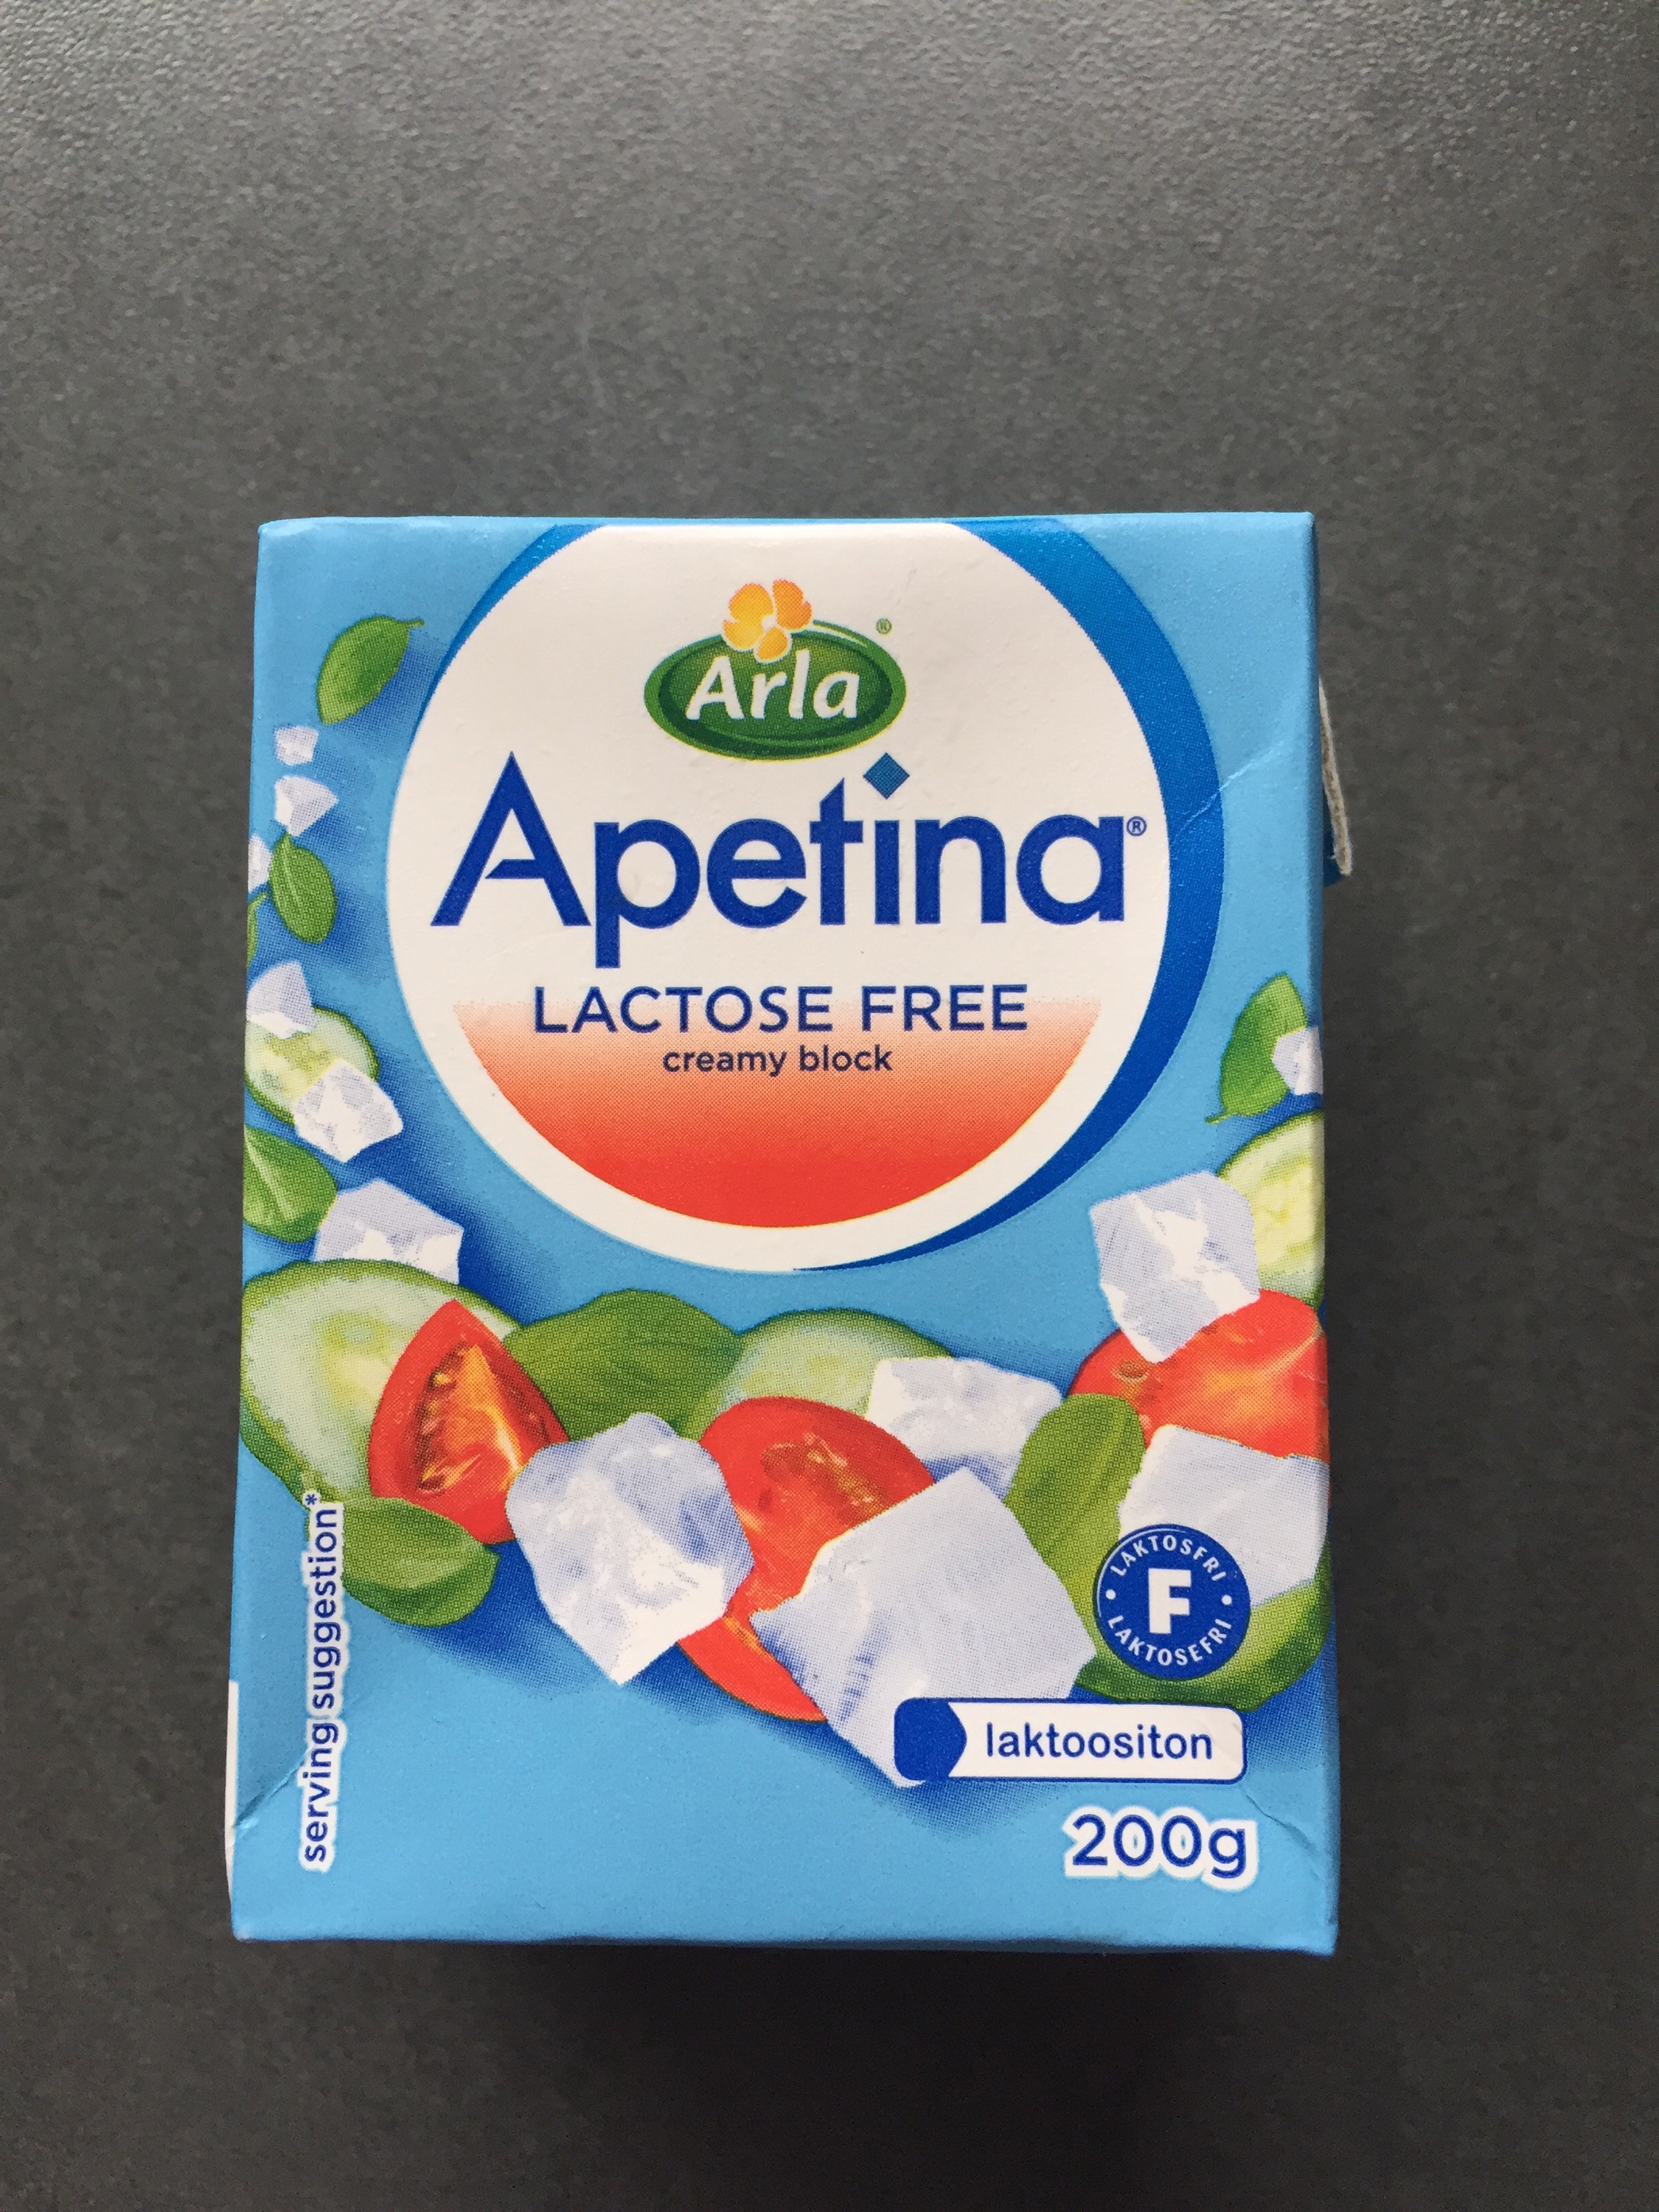 Arla®
Apetina®
LACTOSE FREE
creamy block
serving suggestion*
LAKTOSFRI
F
LAKTOSEFRI
laktoositon
200g